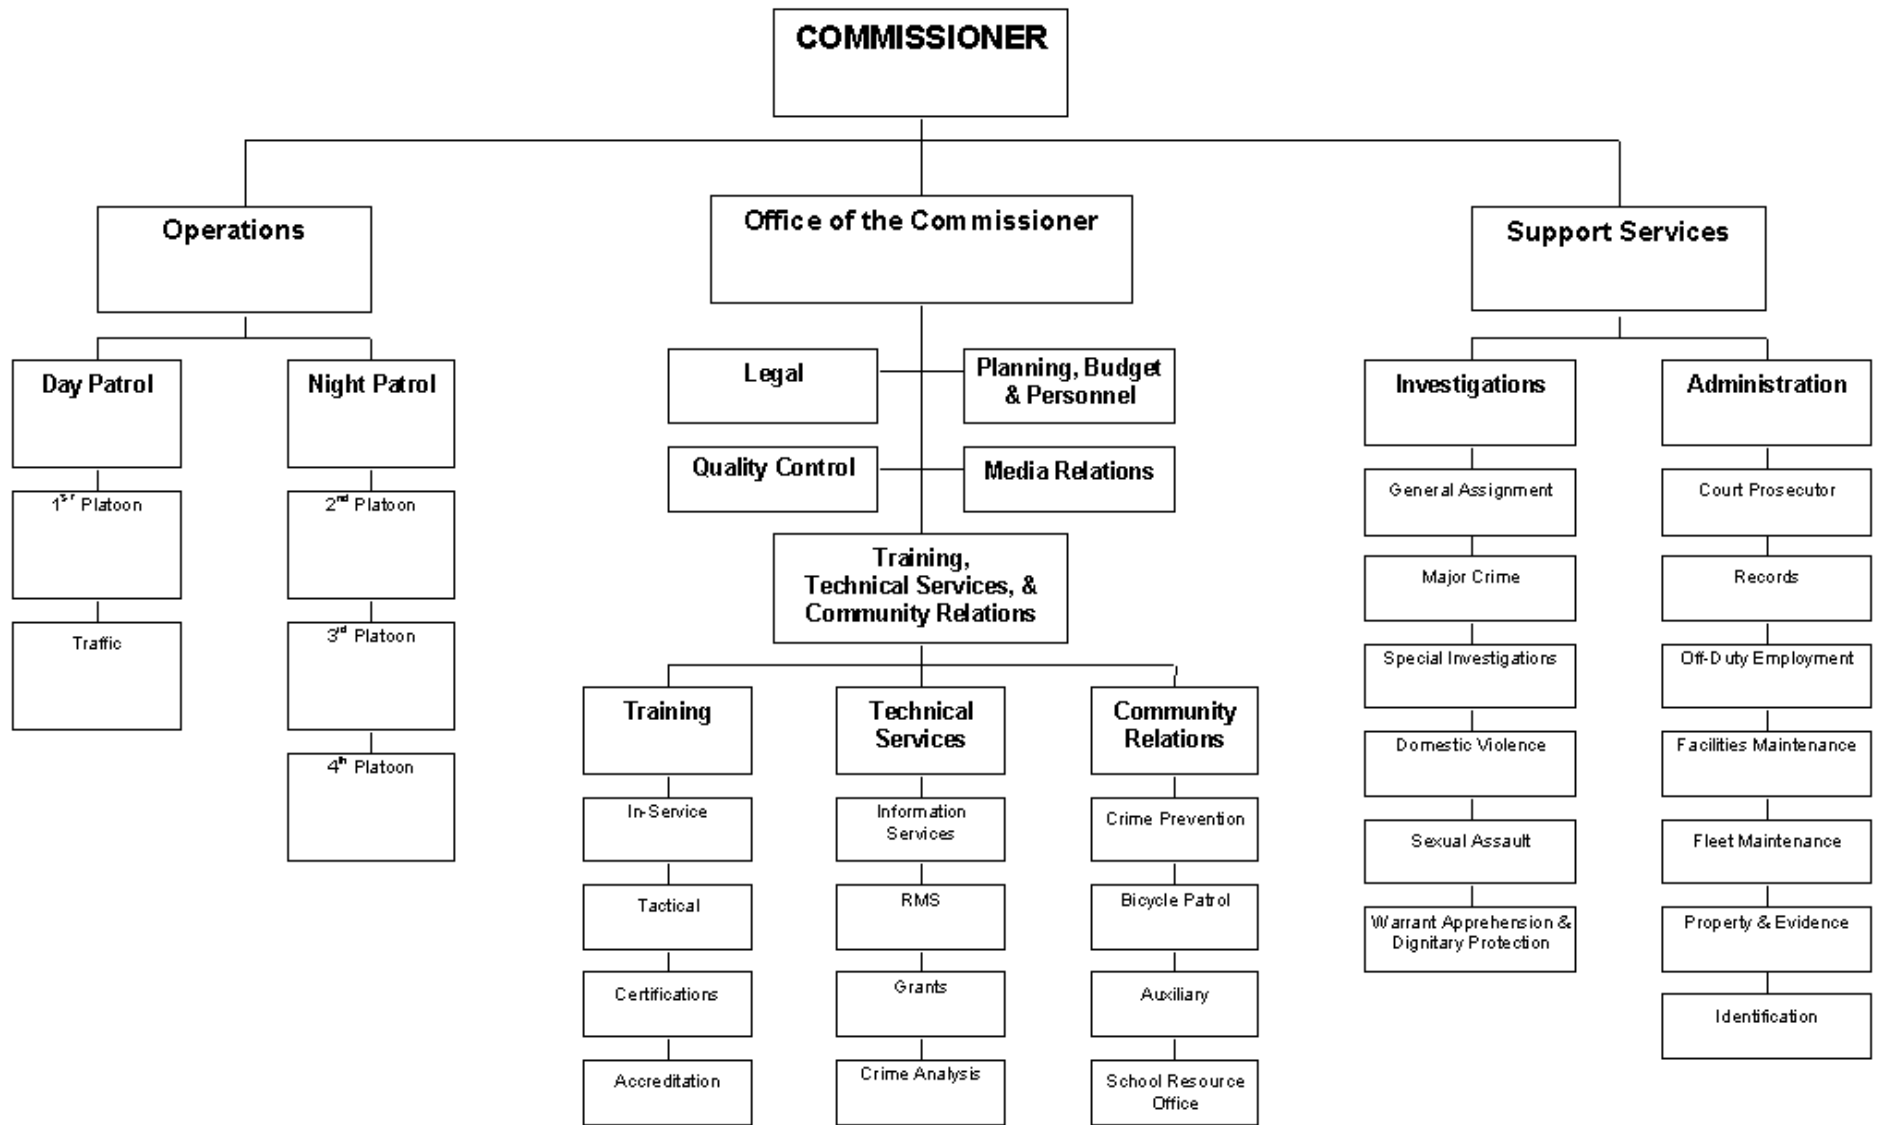 COMMISSIONER
Operations
Office of the Commissioner
Support Services
Day Patrol
Night Patrol
Legal
Planning, Budget
& Personnel
Investigations
Administration
Quality Control
Media Relations
1ST Platoon
2nd Platoon
General Assignment
Court Prosecutor
Training,
Technical Services, &
Community Relations
Major Crime
Records
Traffic
3rd Platoon
Special Investigations
Off-Duty Employment
Training
Technical
Services
Community
Relations
Domestic Violence
Facilities Maintenance
4th Platoon
In-Service
Information
Services
Crime Prevention
Sexual Assault
Fleet Maintenance
Tactical
RMS
Bicycle Patrol
Warrant Apprehension &
Dignitary Protection
Property & Evidence
Certifications
Grants
Auxiliary
Identification
Accreditation
Crime Analysis
School Resource
Office